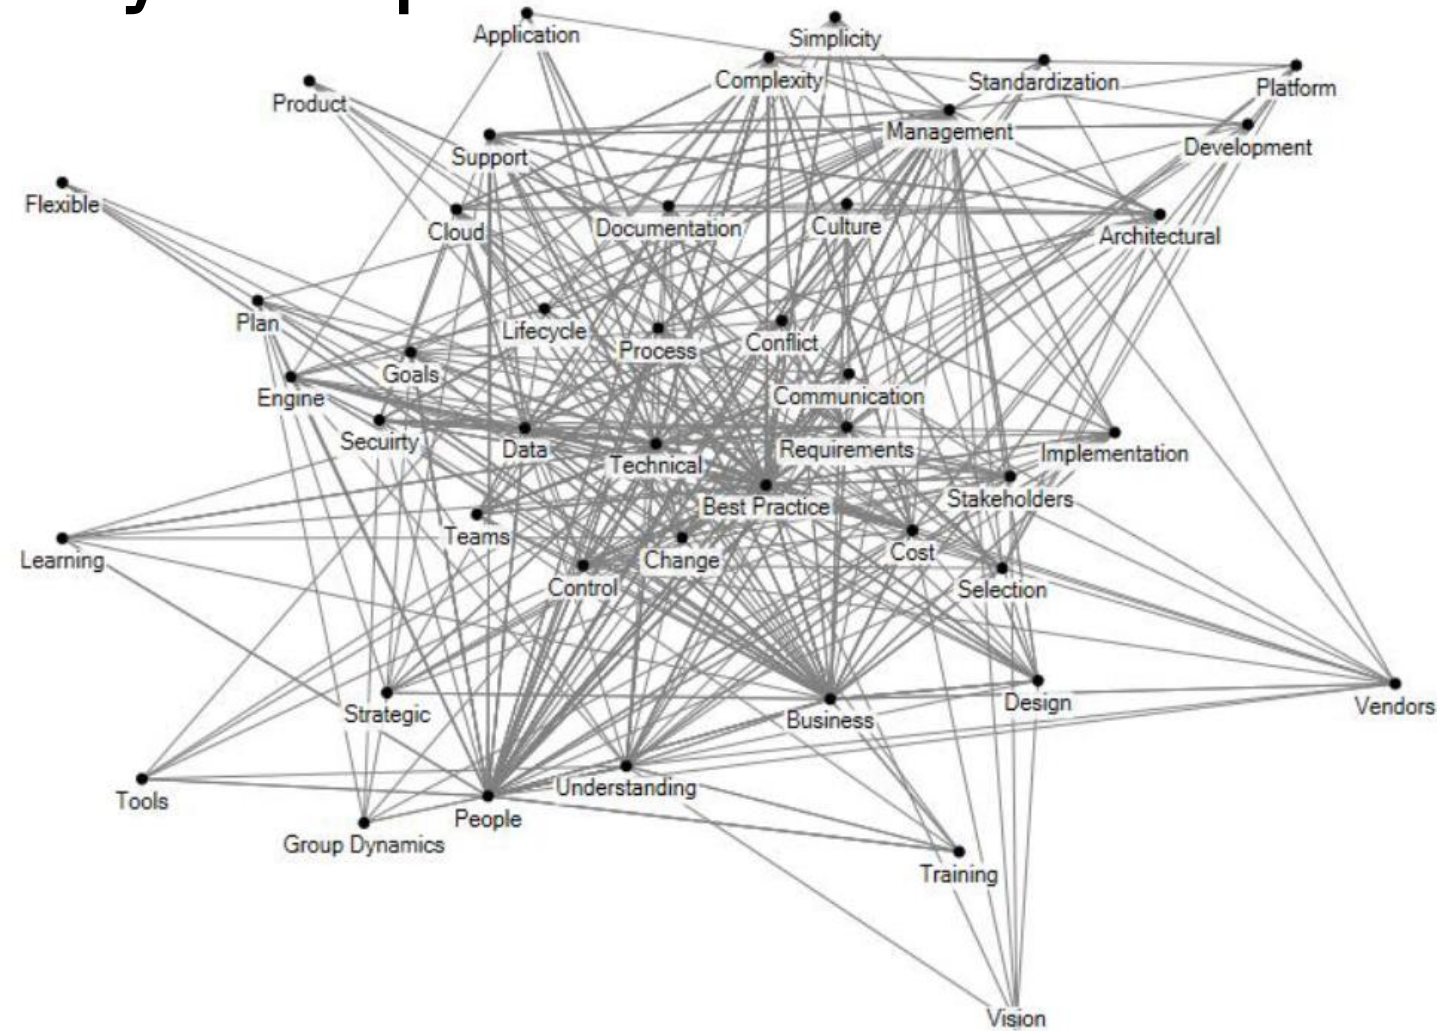 Application
Simplicity
Complexity
Standardization
Platform
Product
Management
Development
Support
Flexible
Cloud
Documentation
Culture
Architectural
Plan
Lifecycle
Process
Conflict
Goals
Engine
Communication
Secuirty
Data
Technical
Requirements
Implementation
Best Practice
Stakeholders
Teams
Learning
Change
Cost
Control
Selection
Strategic
Business
Design
Vendors
Tools
Understanding
People
Group Dynamics
Training
Vision